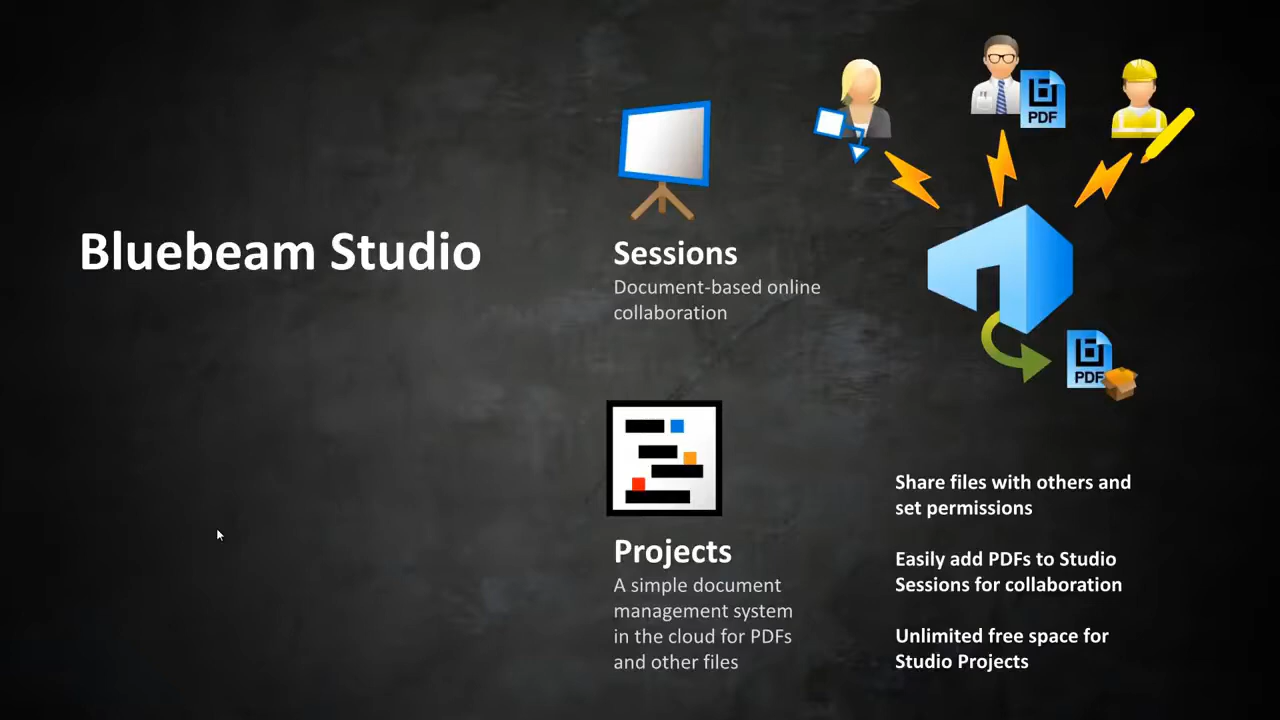 Bluebeam Studio
Sessions
Document-based online
collaboration
PDF
PDF
Projects
A simple document
management system
in the cloud for PDFs
and other files
Share files with others and
set permissions
Easily add PDFs to Studio
Sessions for collaboration
Unlimited free space for
Studio Projects